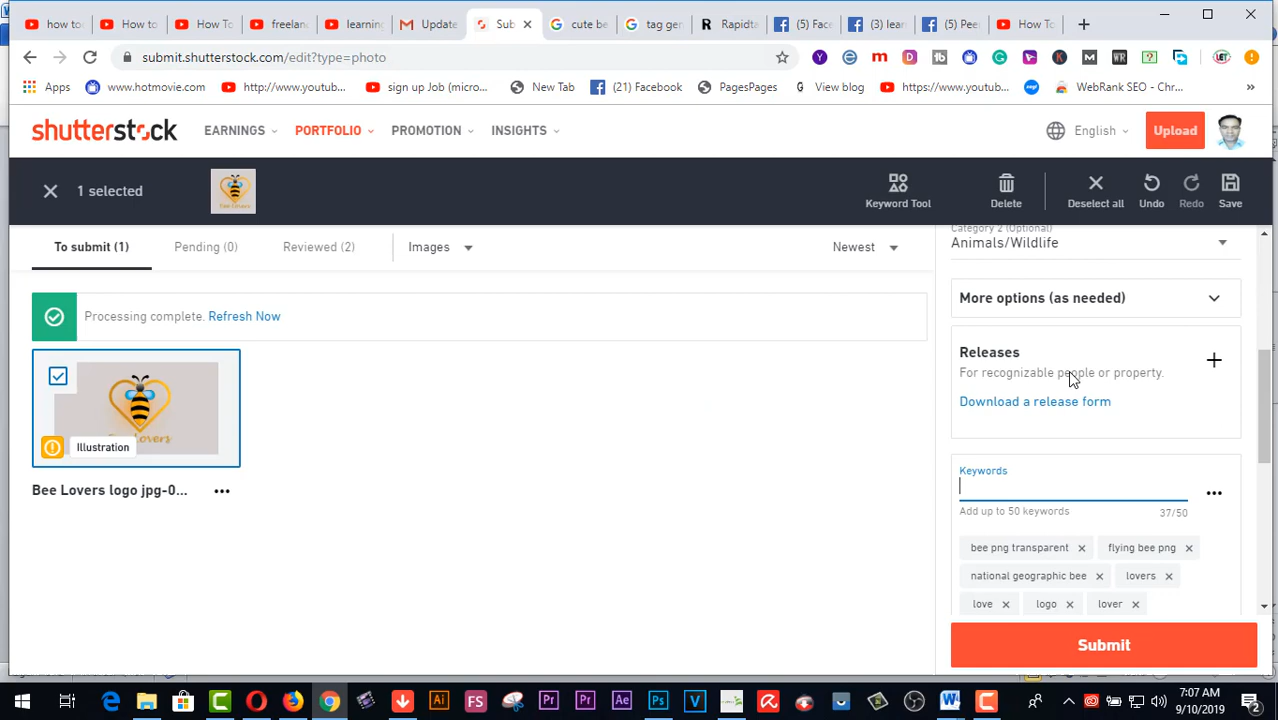 how to
How to
How To
freelan
learning
Update
Sub
cute be
tag gen
Rapidta
(5) Face
(3) lear
(5) Peep
How To
submit.shutterstock.com/edit?type=photo
Apps
www.hotmovie.com
http://www.youtub...
sign up Job (micro...
New Tab
(21) Facebook
PagesPages
View blog
https://www.youtub...
WebRank SEO - Chr...
»
shutterstock
EARNINGS
PORTFOLIO
PROMOTION
INSIGHTS
English
Upload
1 selected
Keyword Tool
Delete
Deselect all
Undo
Redo
Save
To submit (1)
Pending (0)
Reviewed (2)
Images
Newest
Category 2 (Optional)
Animals/Wildlife
Processing complete. Refresh Now
More options (as needed)
Releases
For recognizable people or property.
Download a release form
Bee Lovers
Illustration
Bee Lovers logo jpg-0...
Keywords
Add up to 50 keywords
37/50
bee png transparent
flying bee png
national geographic bee
lovers
love
logo
lover
Submit
7:07 AM
9/10/2019